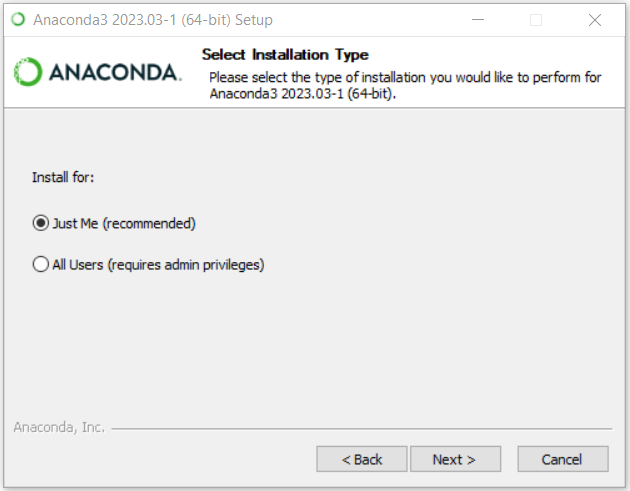 Anaconda3 2023.03-1 (64-bit) Setup
ANACONDA.
Select Installation Type
Please select the type of installation you would like to perform for
Anaconda3 2023.03-1 (64-bit).
Install for:
Just Me (recommended)
All Users (requires admin privileges)
Anaconda, Inc.
< Back
Next >
Cancel